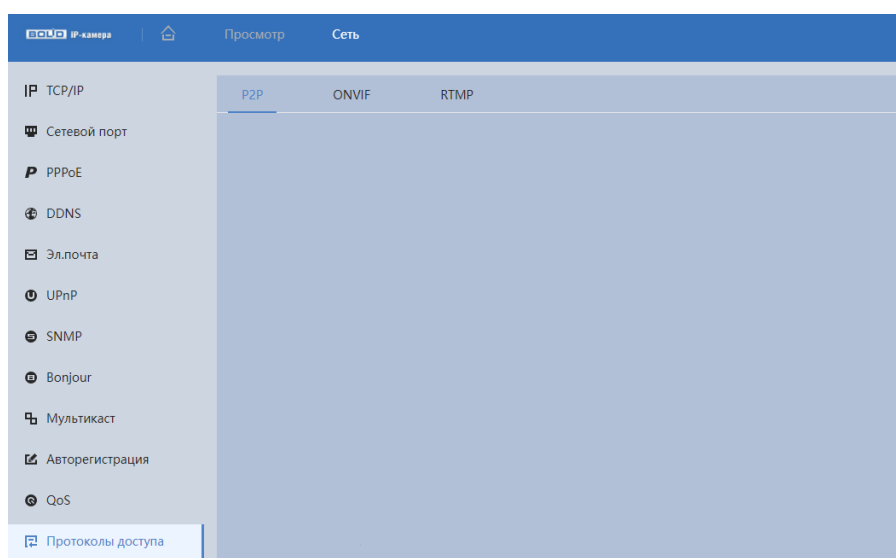 BOLID IP-камера Просмотр Сеть
TCP/IP
P2P ONVIF RTMP
Сетевой порт
PPPoE
DDNS
Эл.почта
UPnP
SNMP
Bonjour
Мультикаст
Авторегистрация
QoS
Протоколы доступа